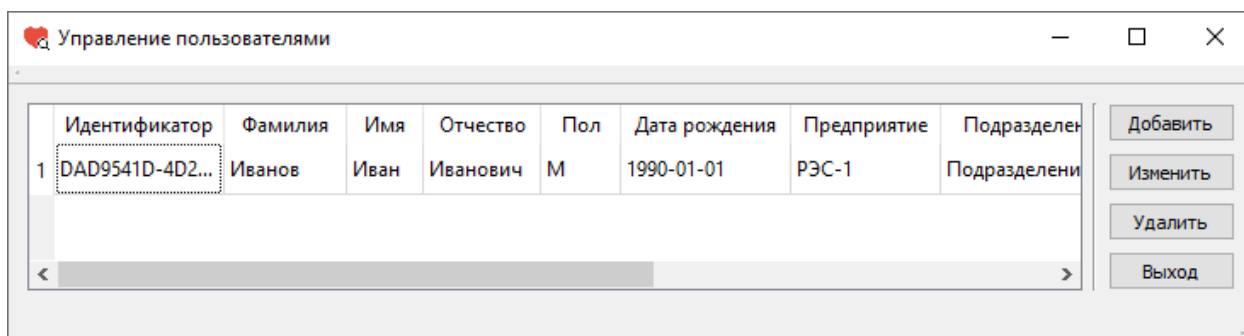 Управление пользователями
Идентификатор Фамилия Имя Отчество Пол Дата рождения Предприятие Подразделен
1 DAD9541D-4D2... Иванов Иван Иванович М 1990-01-01 РЭС-1 Подразделени
Добавить
Изменить
Удалить
Выход